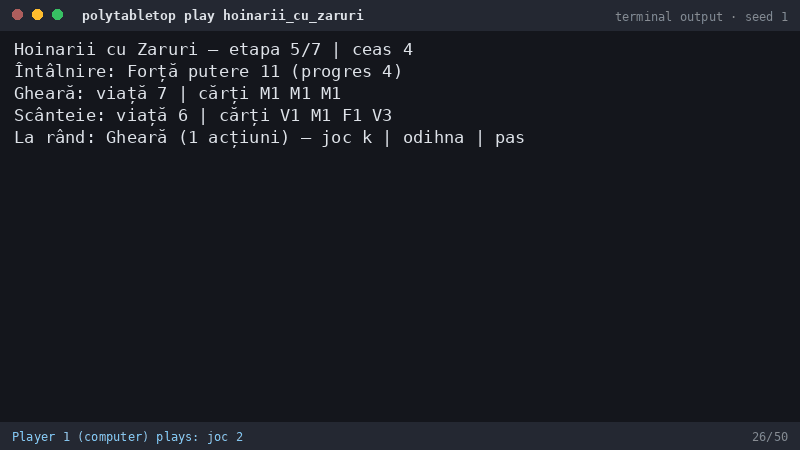 polytabletop play hoinarii_cu_zaruri
terminal output · seed 1
Hoinarii cu Zaruri — etapa 5/7 | ceas 4
Întâlnire: Forță putere 11 (progres 4)
Gheară: viață 7 | cărți M1 M1 M1
Scânteie: viață 6 | cărți V1 M1 F1 V3
La rând: Gheară (1 acțiuni) — joc k | odihna | pas
Player 1 (computer) plays: joc 2
26/50